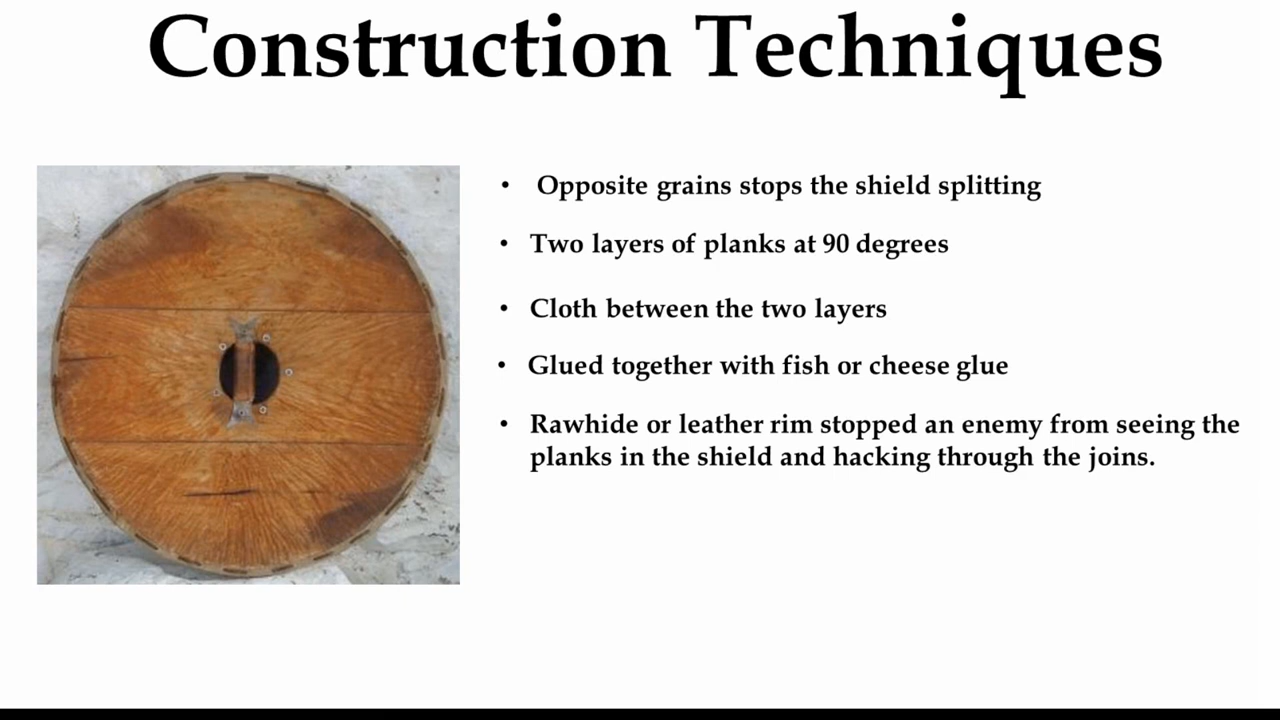 Construction Techniques
• Opposite grains stops the shield splitting
• Two layers of planks at 90 degrees
• Cloth between the two layers
• Glued together with fish or cheese glue
• Rawhide or leather rim stopped an enemy from seeing the
planks in the shield and hacking through the joins.